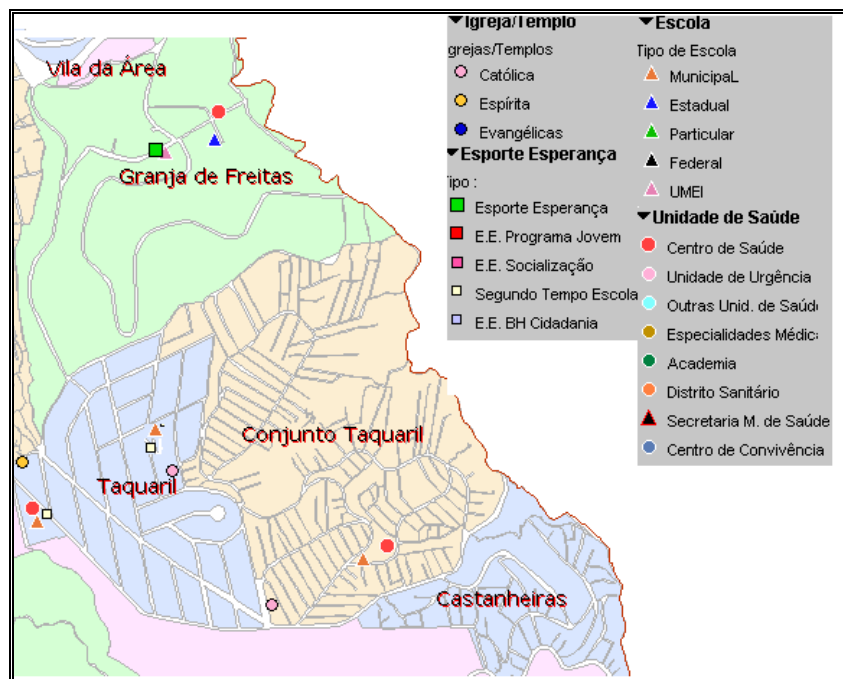 Vila da Área
Granja de Freitas
Conjunto Taquaril
Taquaril
Castanheiras
Igreja/Templo
grejas/Templos
Católica
Espírita
Evangélicas
Esporte Esperança
Tipo :
Esporte Esperança
E.E. Programa Jovem
E.E. Socialização
Segundo Tempo Escola
E.E. BH Cidadania
Escola
Tipo de Escola
MunicipaL
Estadual
Particular
Federal
UMEI
Unidade de Saúde
Centro de Saúde
Unidade de Urgência
Outras Unid. de Saúd
Especialidades Médic
Academia
Distrito Sanitário
Secretaria M. de Saúde
Centro de Convivência